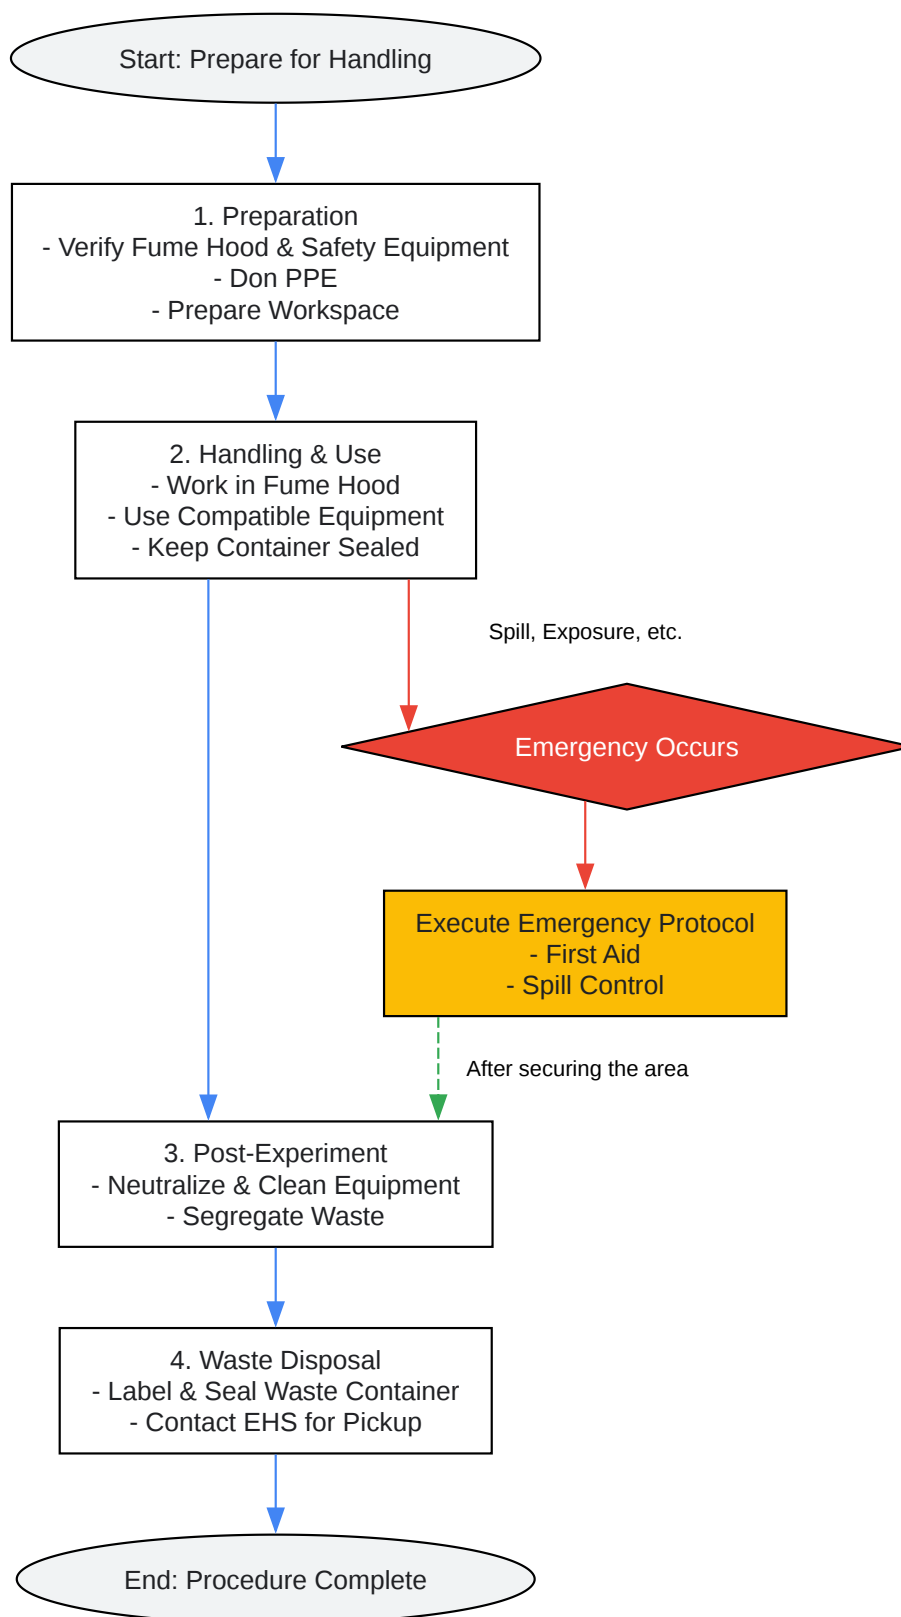 Start: Prepare for Handling
1. Preparation
- Verify Fume Hood & Safety Equipment
- Don PPE
- Prepare Workspace
2. Handling & Use
- Work in Fume Hood
- Use Compatible Equipment
- Keep Container Sealed
Spill, Exposure, etc.
Emergency Occurs
Execute Emergency Protocol
- First Aid
- Spill Control
After securing the area
3. Post-Experiment
- Neutralize & Clean Equipment
- Segregate Waste
4. Waste Disposal
- Label & Seal Waste Container
- Contact EHS for Pickup
End: Procedure Complete